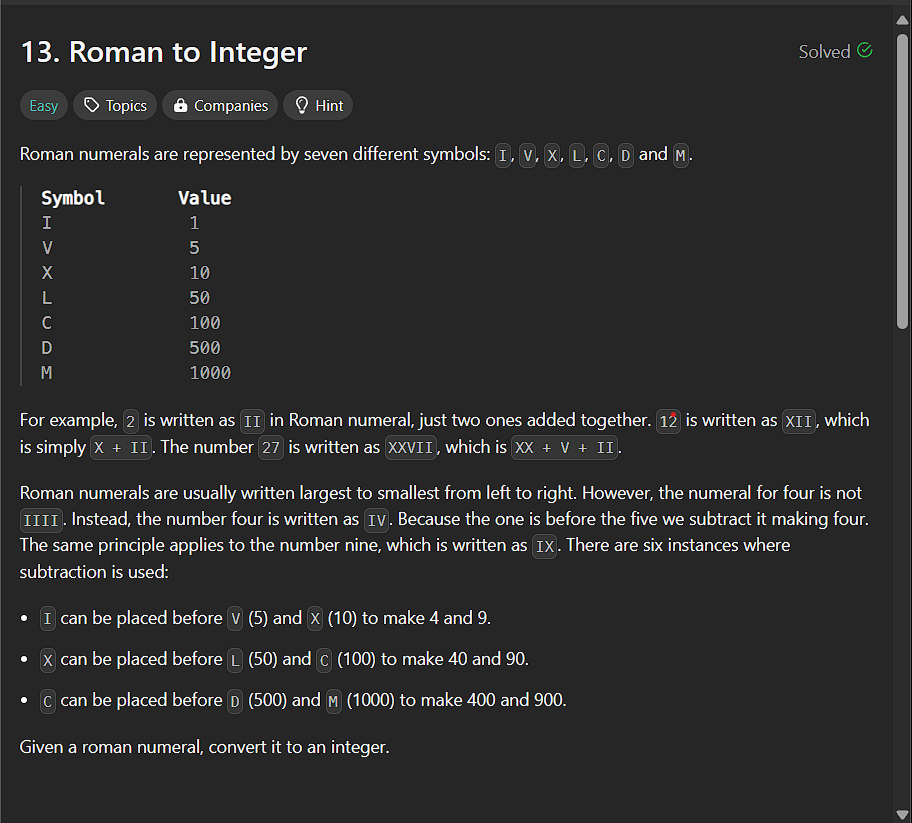 13. Roman to Integer
Solved
Easy Topics Companies Hint
Roman numerals are represented by seven different symbols: I, V, X, L, C, D and M.
Symbol Value
I 1
V 5
X 10
L 50
C 100
D 500
M 1000
For example, 2 is written as II in Roman numeral, just two ones added together. 12 is written as XII, which
is simply X + II. The number 27 is written as XXVII, which is XX + V + II.
Roman numerals are usually written largest to smallest from left to right. However, the numeral for four is not
IIII. Instead, the number four is written as IV. Because the one is before the five we subtract it making four.
The same principle applies to the number nine, which is written as IX. There are six instances where
subtraction is used:
• I can be placed before V (5) and X (10) to make 4 and 9.
• X can be placed before L (50) and C (100) to make 40 and 90.
• C can be placed before D (500) and M (1000) to make 400 and 900.
Given a roman numeral, convert it to an integer.